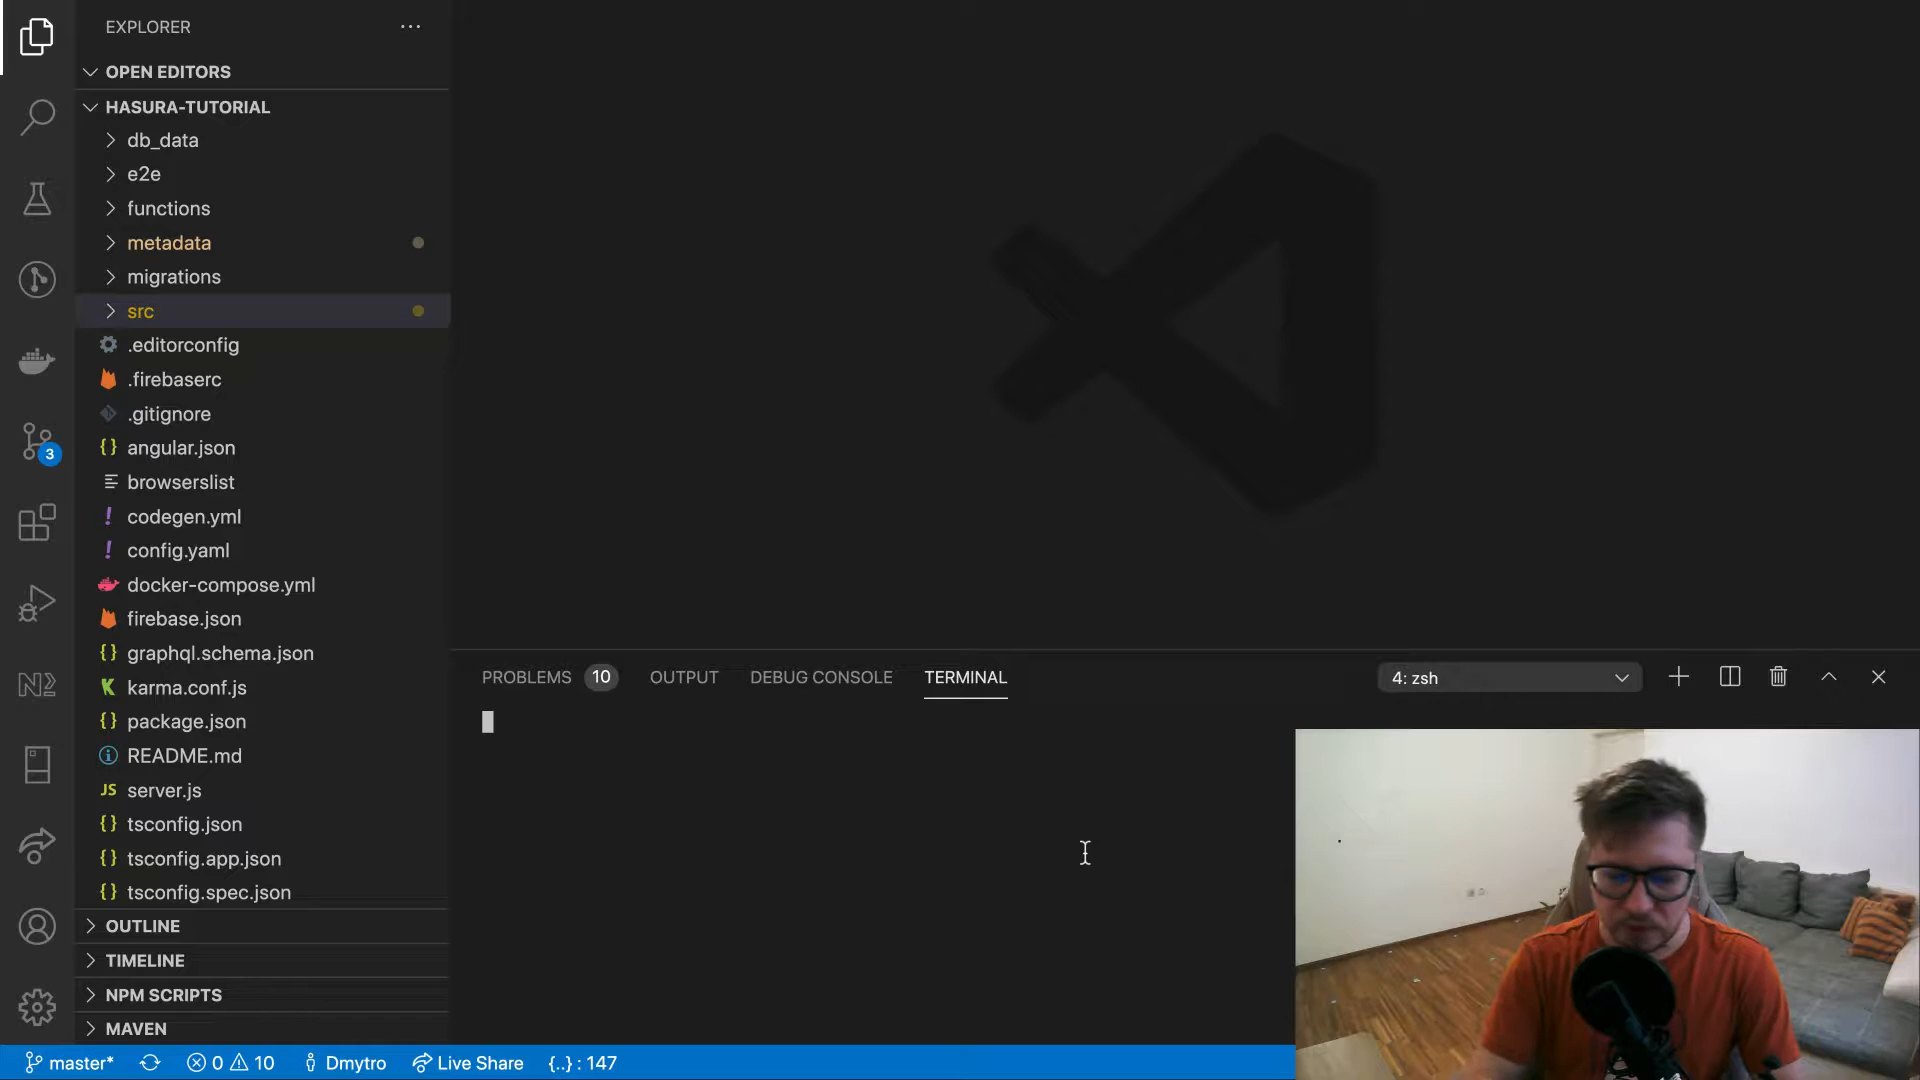 EXPLORER
OPEN EDITORS
HASURA-TUTORIAL
db_data
e2e
functions
metadata
migrations
src
.editorconfig
.firebaserc
.gitignore
angular.json
browserslist
codegen.yml
config.yaml
docker-compose.yml
firebase.json
graphql.schema.json
karma.conf.js
package.json
README.md
server.js
tsconfig.json
tsconfig.app.json
tsconfig.spec.json
OUTLINE
TIMELINE
NPM SCRIPTS
MAVEN
3
PROBLEMS 10 OUTPUT DEBUG CONSOLE TERMINAL 4: zsh
master* 0 10 Dmytro Live Share {..} : 147